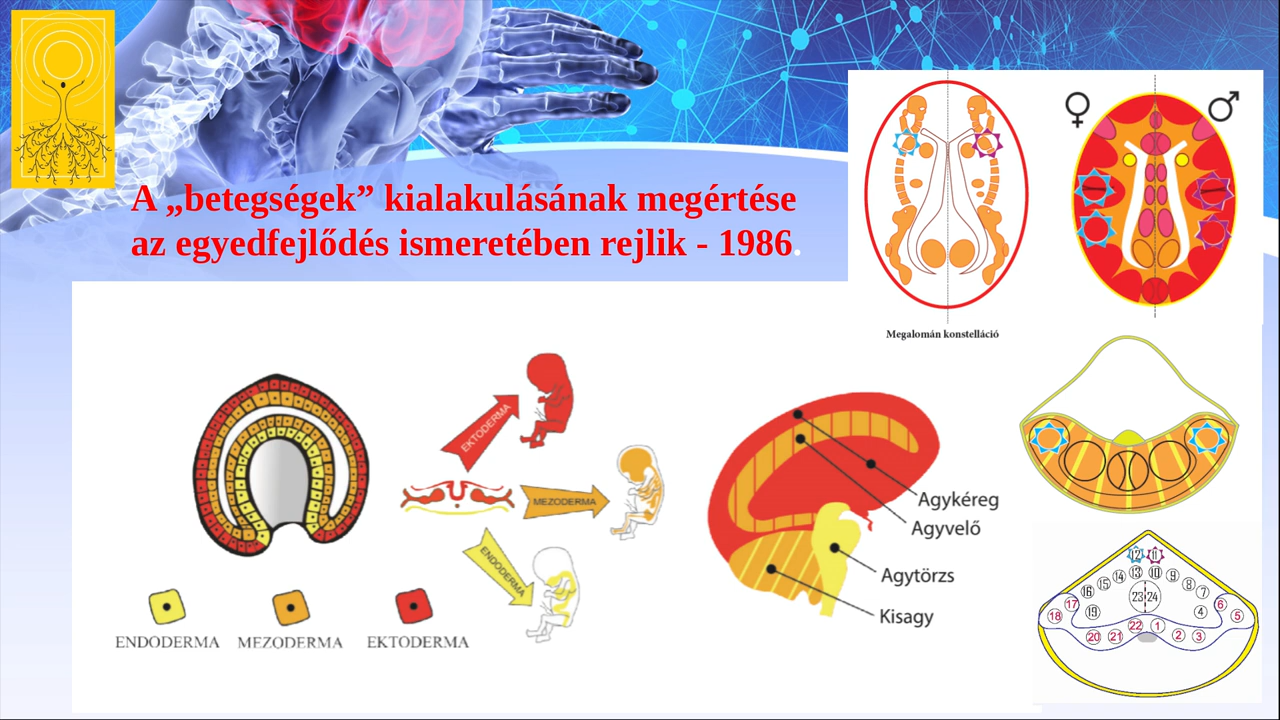 A „betegségek” kialakulásának megértése
az egyedfejlődés ismeretében rejlik - 1986.
♀ ♂
Megalomán konstelláció
EKTODERMA
MEZODERMA
ENDODERMA
ENDODERMA MEZODERMA EKTODERMA
Agykéreg
Agyvelő
Agytörzs
Kisagy
12 11
16 15 14 13 10 9 8 7
18 17 19 23 24 4 6 5
20 21 22 1 2 3